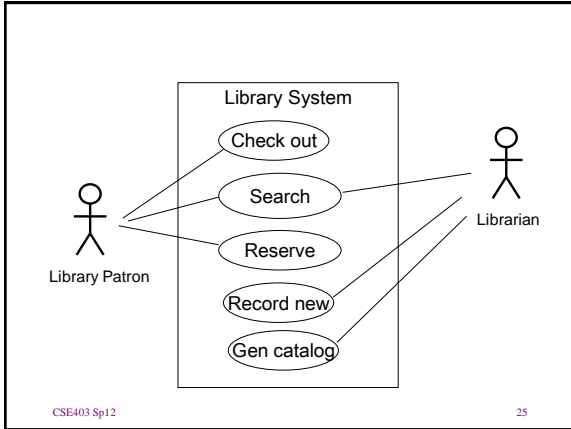 Library System
Check out
Search
Librarian
Reserve
Library Patron
Record new
Gen catalog
CSE403 Sp12
25